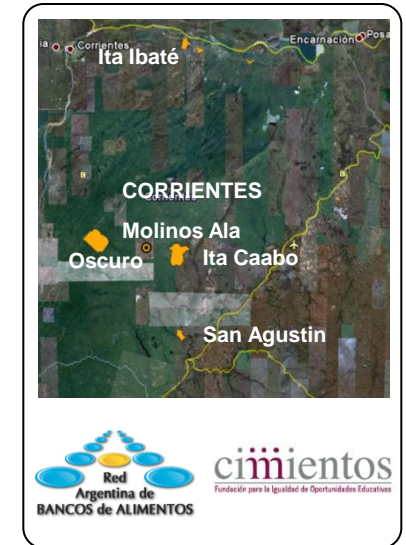 Corrientes
Encarnación
Posa
Ita Ibaté
CORRIENTES
Corrientes
Molinos Ala
Oscuro
Ita Caabo
San Agustin
Red
Argentina de
BANCOS de ALIMENTOS
cimientos
Fundación para la Igualdad de Oportunidades Educativas